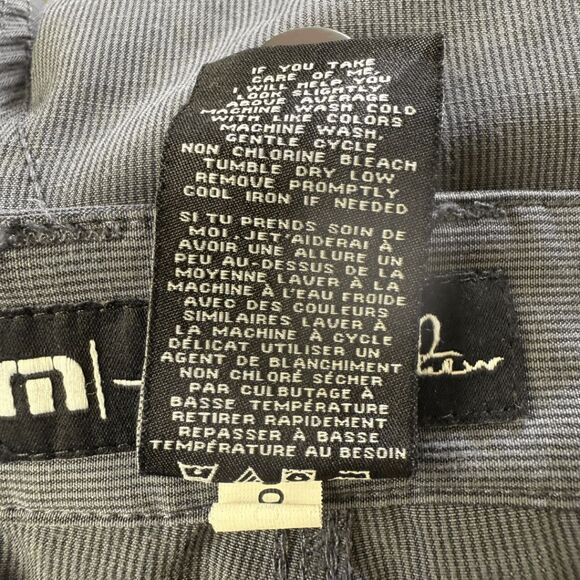 IF YOU TAKE
CARE OF ME,
I WILL HELP YOU
LOOK SLIGHTLY
ABOVE AVERAGE
MACHINE WASH COLD
WITH LIKE COLORS
MACHINE WASH,
GENTLE CYCLE
NON CHLORINE BLEACH
TUMBLE DRY LOW
REMOVE PROMPTLY
COOL IRON IF NEEDED
SI TU PRENDS SOIN DE
MOI, JET'AIDERAI À
AVOIR UNE ALLURE UN
PEU AU-DESSUS DE LA
MOYENNE LAVER À LA
MACHINE À L'EAU FROIDE
AVEC DES COULEURS
SIMILAIRES LAVER À
LA MACHINE À CYCLE
DÉLICAT UTILISER UN
AGENT DE BLANCHIMENT
NON CHLORÉ SÉCHER
PAR CULBUTAGE À
BASSE TEMPÉRATURE
RETIRER RAPIDEMENT
REPASSER À BASSE
TEMPÉRATURE AU BESOIN
m